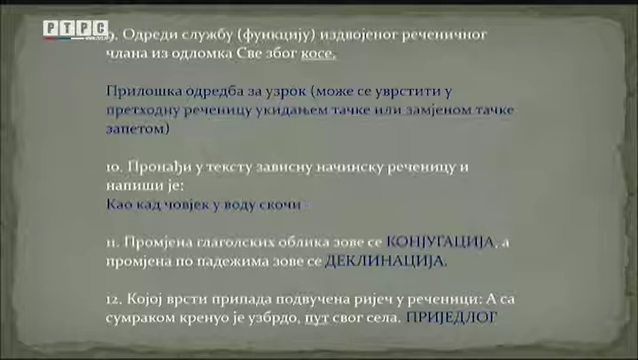 РТРС
9. Одреди службу (функцију) издвојеног реченичног
члана из одломка Све због косе.
Прилошка одредба за узрок (може се уврстити у
претходну реченицу укидањем тачке или замјеном тачке
запетом)
10. Пронађи у тексту зависну начинску реченицу и
напиши је:
Као кад човјек у воду скочи -
11. Промјена глаголских облика зове се КОНЈУГАЦИЈА, а
промјена по падежима зове се ДЕКЛИНАЦИЈА.
12. Којој врсти припада подвучена ријеч у реченици: А са
сумраком кренуо је узбрдо, пут свог села. ПРИЈЕДЛОГ